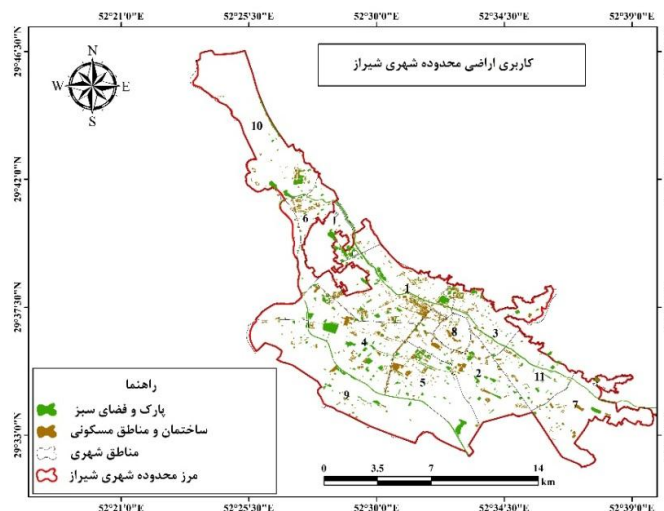 52°21'0"E 52°25'30"E 52°30'0"E 52°34'30"E 52°39'0"E
کاربری اراضی محدوده شهری شیراز
29°46'30"N
29°42'0"N
29°37'30"N
29°33'0"N
N
W E
S
10
6
1
1
8
3
4
5
2
11
9
7
راهنما
پارک و فضای سبز
ساختمان و مناطق مسکونی
مناطق شهری
مرز محدوده شهری شیراز
0 3.5 7 14
km
52°21'0"E 52°25'30"E 52°30'0"E 52°34'30"E 52°39'0"E